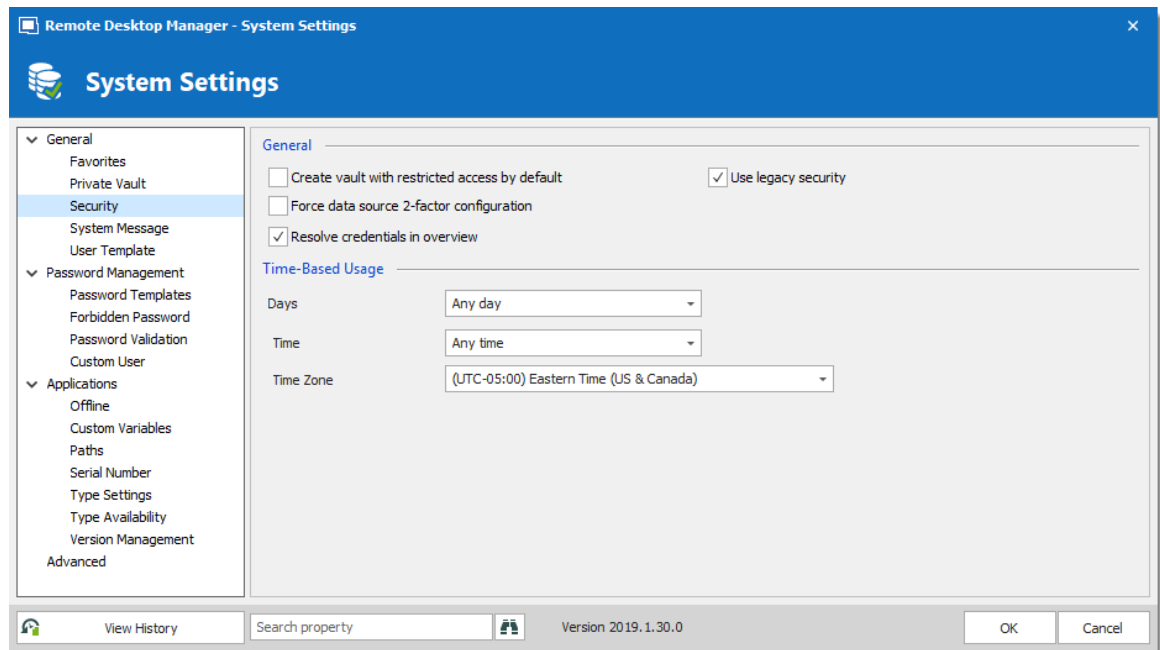 Remote Desktop Manager - System Settings
System Settings
General
Favorites
Private Vault
Security
System Message
User Template
Password Management
Password Templates
Forbidden Password
Password Validation
Custom User
Applications
Offline
Custom Variables
Paths
Serial Number
Type Settings
Type Availability
Version Management
Advanced
General
Create vault with restricted access by default
Use legacy security
Force data source 2-factor configuration
Resolve credentials in overview
Time-Based Usage
Days Any day
Time Any time
Time Zone (UTC-05:00) Eastern Time (US & Canada)
View History Search property Version 2019.1.30.0 OK Cancel